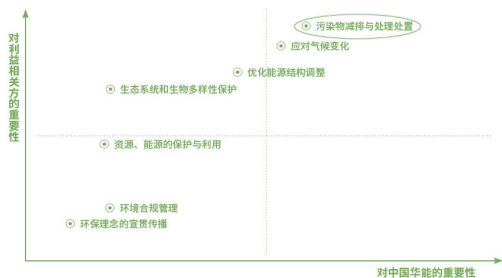 对利益相关方的重要性
污染物减排与处理处置
应对气候变化
优化能源结构调整
生态系统和生物多样性保护
资源、能源的保护与利用
环境合规管理
环保理念的宣贯传播
对中国华能的重要性